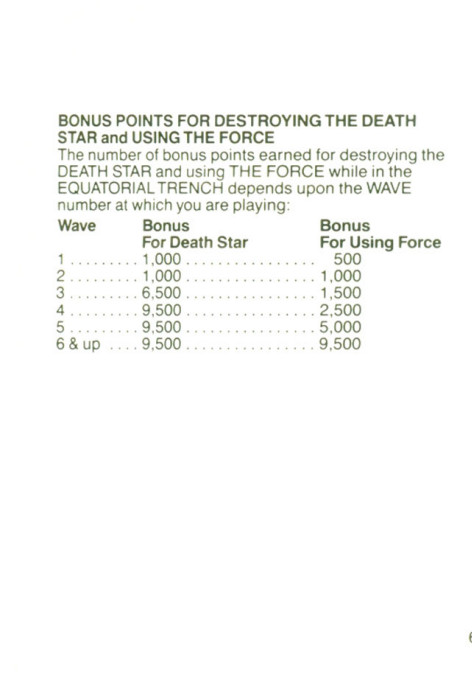 BONUS POINTS FOR DESTROYING THE DEATH
STAR and USING THE FORCE
The number of bonus points earned for destroying the
DEATH STAR and using THE FORCE while in the
EQUATORIAL TRENCH depends upon the WAVE
number at which you are playing:
Wave Bonus Bonus
For Death Star For Using Force
1 ......... 1,000 ................ 500
2 ......... 1,000 ................ 1,000
3 ......... 6,500 ................ 1,500
4 ......... 9,500 ................ 2,500
5 ......... 9,500 ................ 5,000
6 & up .... 9,500 ................ 9,500